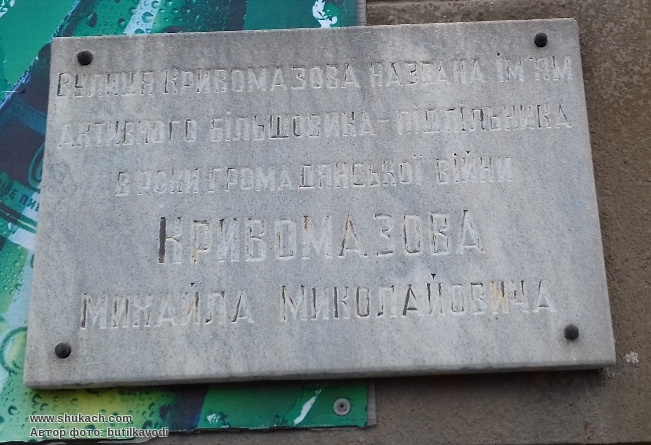 ВУЛИЦЯ КРИВОМАЗОВА НАЗВАНА ІМ'ЯМ
АКТИВНОГО БІЛЬШОВИКА-ПІДПІЛЬНИКА
В РОКИ ГРОМАДЯНСЬКОЇ ВІЙНИ
КРИВОМАЗОВА
МИХАЙЛА МИКОЛАЙОВИЧА
www.shukach.com
Автор фото: butilkavodi